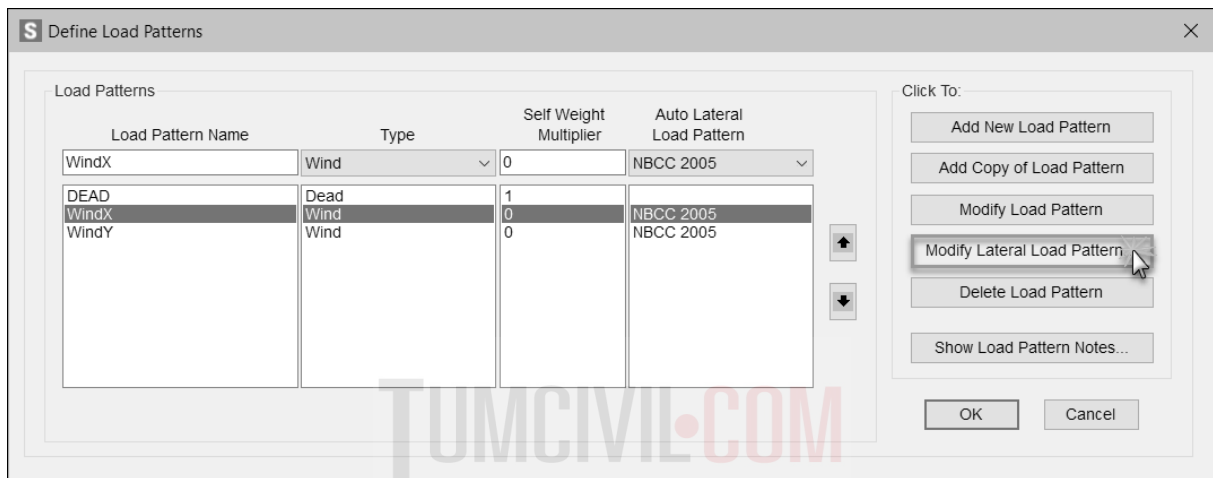 S Define Load Patterns
Load Patterns
Click To:
Load Pattern Name Type Self Weight Multiplier Auto Lateral Load Pattern
WindX Wind 0 NBCC 2005
DEAD Dead 1
WindX Wind 0 NBCC 2005
WindY Wind 0 NBCC 2005
Add New Load Pattern
Add Copy of Load Pattern
Modify Load Pattern
Modify Lateral Load Pattern
Delete Load Pattern
Show Load Pattern Notes...
OK Cancel
TUMCIVIL•COM